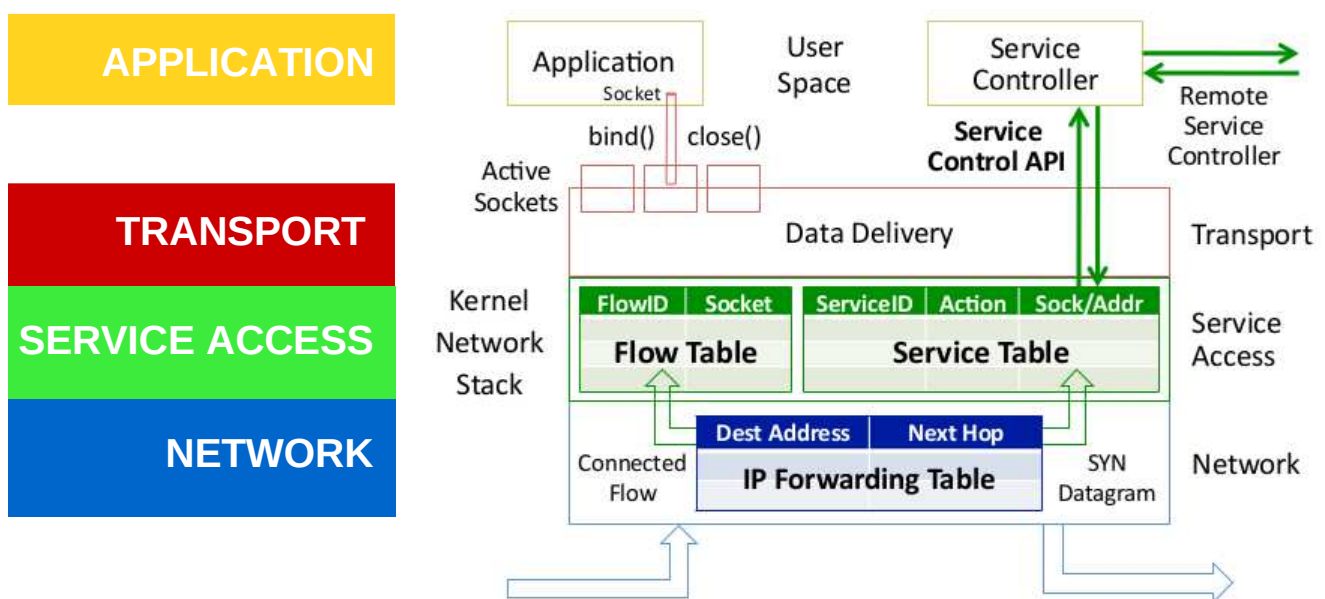 APPLICATION
TRANSPORT
SERVICE ACCESS
NETWORK
Application
Socket
User
Space
Service
Controller
Remote
Service
Controller
bind()
close()
Service
Control API
Active
Sockets
Data Delivery
Transport
Kernel
Network
Stack
FlowID Socket
Flow Table
ServiceID Action Sock/Addr
Service Table
Service
Access
Dest Address Next Hop
IP Forwarding Table
Connected
Flow
SYN
Datagram
Network